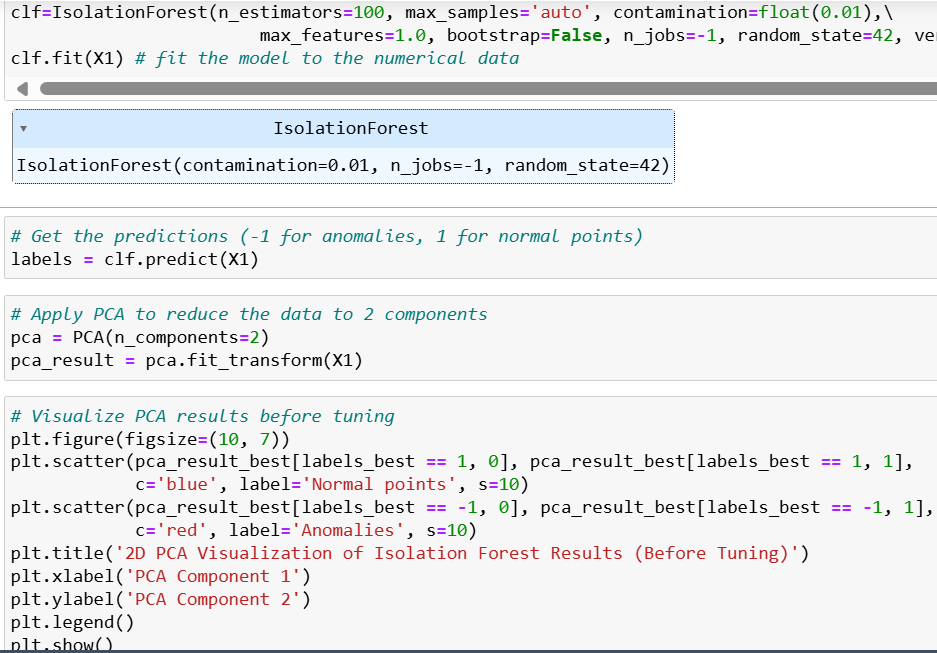 clf=IsolationForest(n_estimators=100, max_samples='auto', contamination=float(0.01),\
max_features=1.0, bootstrap=False, n_jobs=-1, random_state=42, ve
clf.fit(X1) # fit the model to the numerical data
IsolationForest
IsolationForest(contamination=0.01, n_jobs=-1, random_state=42)
# Get the predictions (-1 for anomalies, 1 for normal points)
labels = clf.predict(X1)
# Apply PCA to reduce the data to 2 components
pca = PCA(n_components=2)
pca_result = pca.fit_transform(X1)
# Visualize PCA results before tuning
plt.figure(figsize=(10, 7))
plt.scatter(pca_result_best[labels_best == 1, 0], pca_result_best[labels_best == 1, 1],
c='blue', label='Normal points', s=10)
plt.scatter(pca_result_best[labels_best == -1, 0], pca_result_best[labels_best == -1, 1],
c='red', label='Anomalies', s=10)
plt.title('2D PCA Visualization of Isolation Forest Results (Before Tuning)')
plt.xlabel('PCA Component 1')
plt.ylabel('PCA Component 2')
plt.legend()
plt.show()